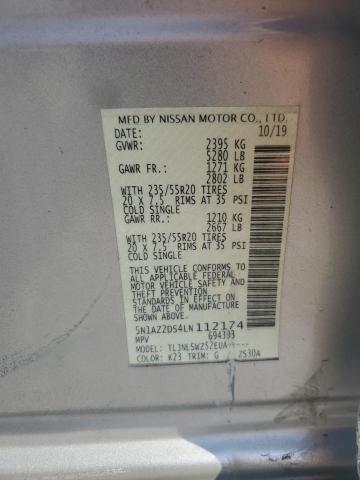 MFD BY NISSAN MOTOR CO., LTD.
DATE: 10/19
GVWR: 2395 KG
5280 LB
GAWR FR.: 1271 KG
2802 LB
WITH 235/55R20 TIRES
20 X 7.5 RIMS AT 35 PSI
COLD SINGLE
GAWR RR.: 1210 KG
2667 LB
WITH 235/55R20 TIRES
20 X 7.5 RIMS AT 35 PSI
COLD SINGLE
THIS VEHICLE CONFORMS TO ALL
APPLICABLE U.S. FEDERAL
MOTOR VEHICLE SAFETY AND
THEFT PREVENTION
STANDARDS IN EFFECT ON
THE DATE OF MANUFACTURE
SHOWN ABOVE.
5N1AZ2DS4LN112174
MPV
COLOR: K23 TRIM: G